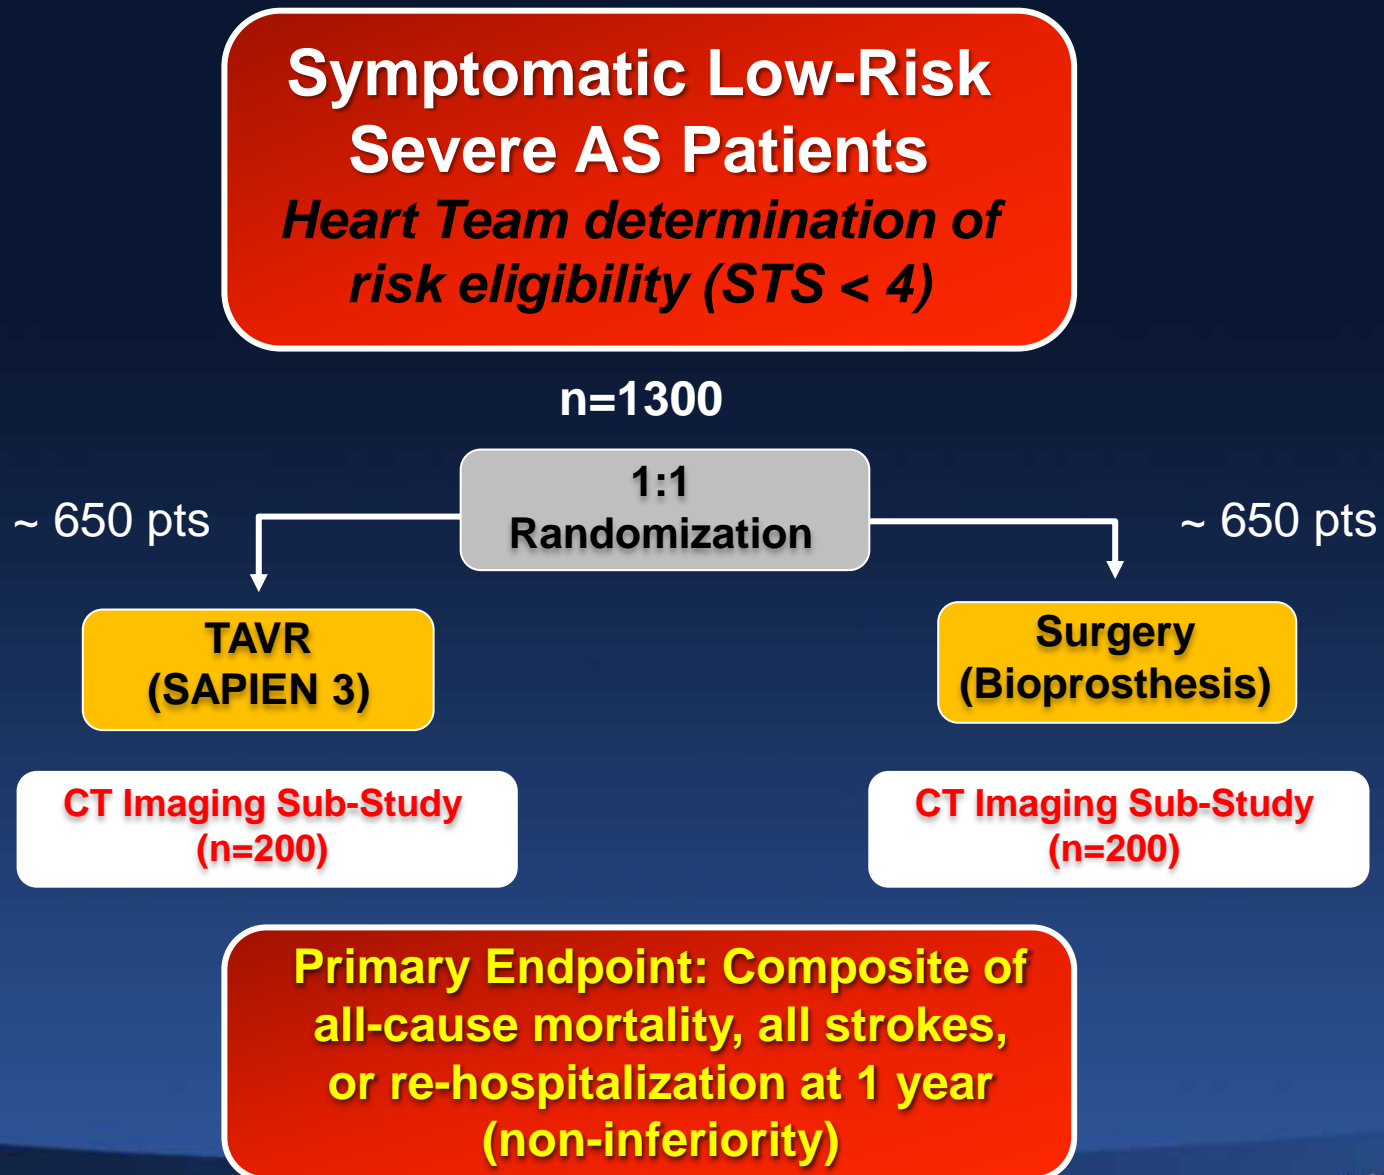 Symptomatic Low-Risk
Severe AS Patients
Heart Team determination of
risk eligibility (STS < 4)
n=1300
1:1
Randomization
~ 650 pts
~ 650 pts
TAVR
(SAPIEN 3)
Surgery
(Bioprosthesis)
CT Imaging Sub-Study
(n=200)
CT Imaging Sub-Study
(n=200)
Primary Endpoint: Composite of
all-cause mortality, all strokes,
or re-hospitalization at 1 year
(non-inferiority)